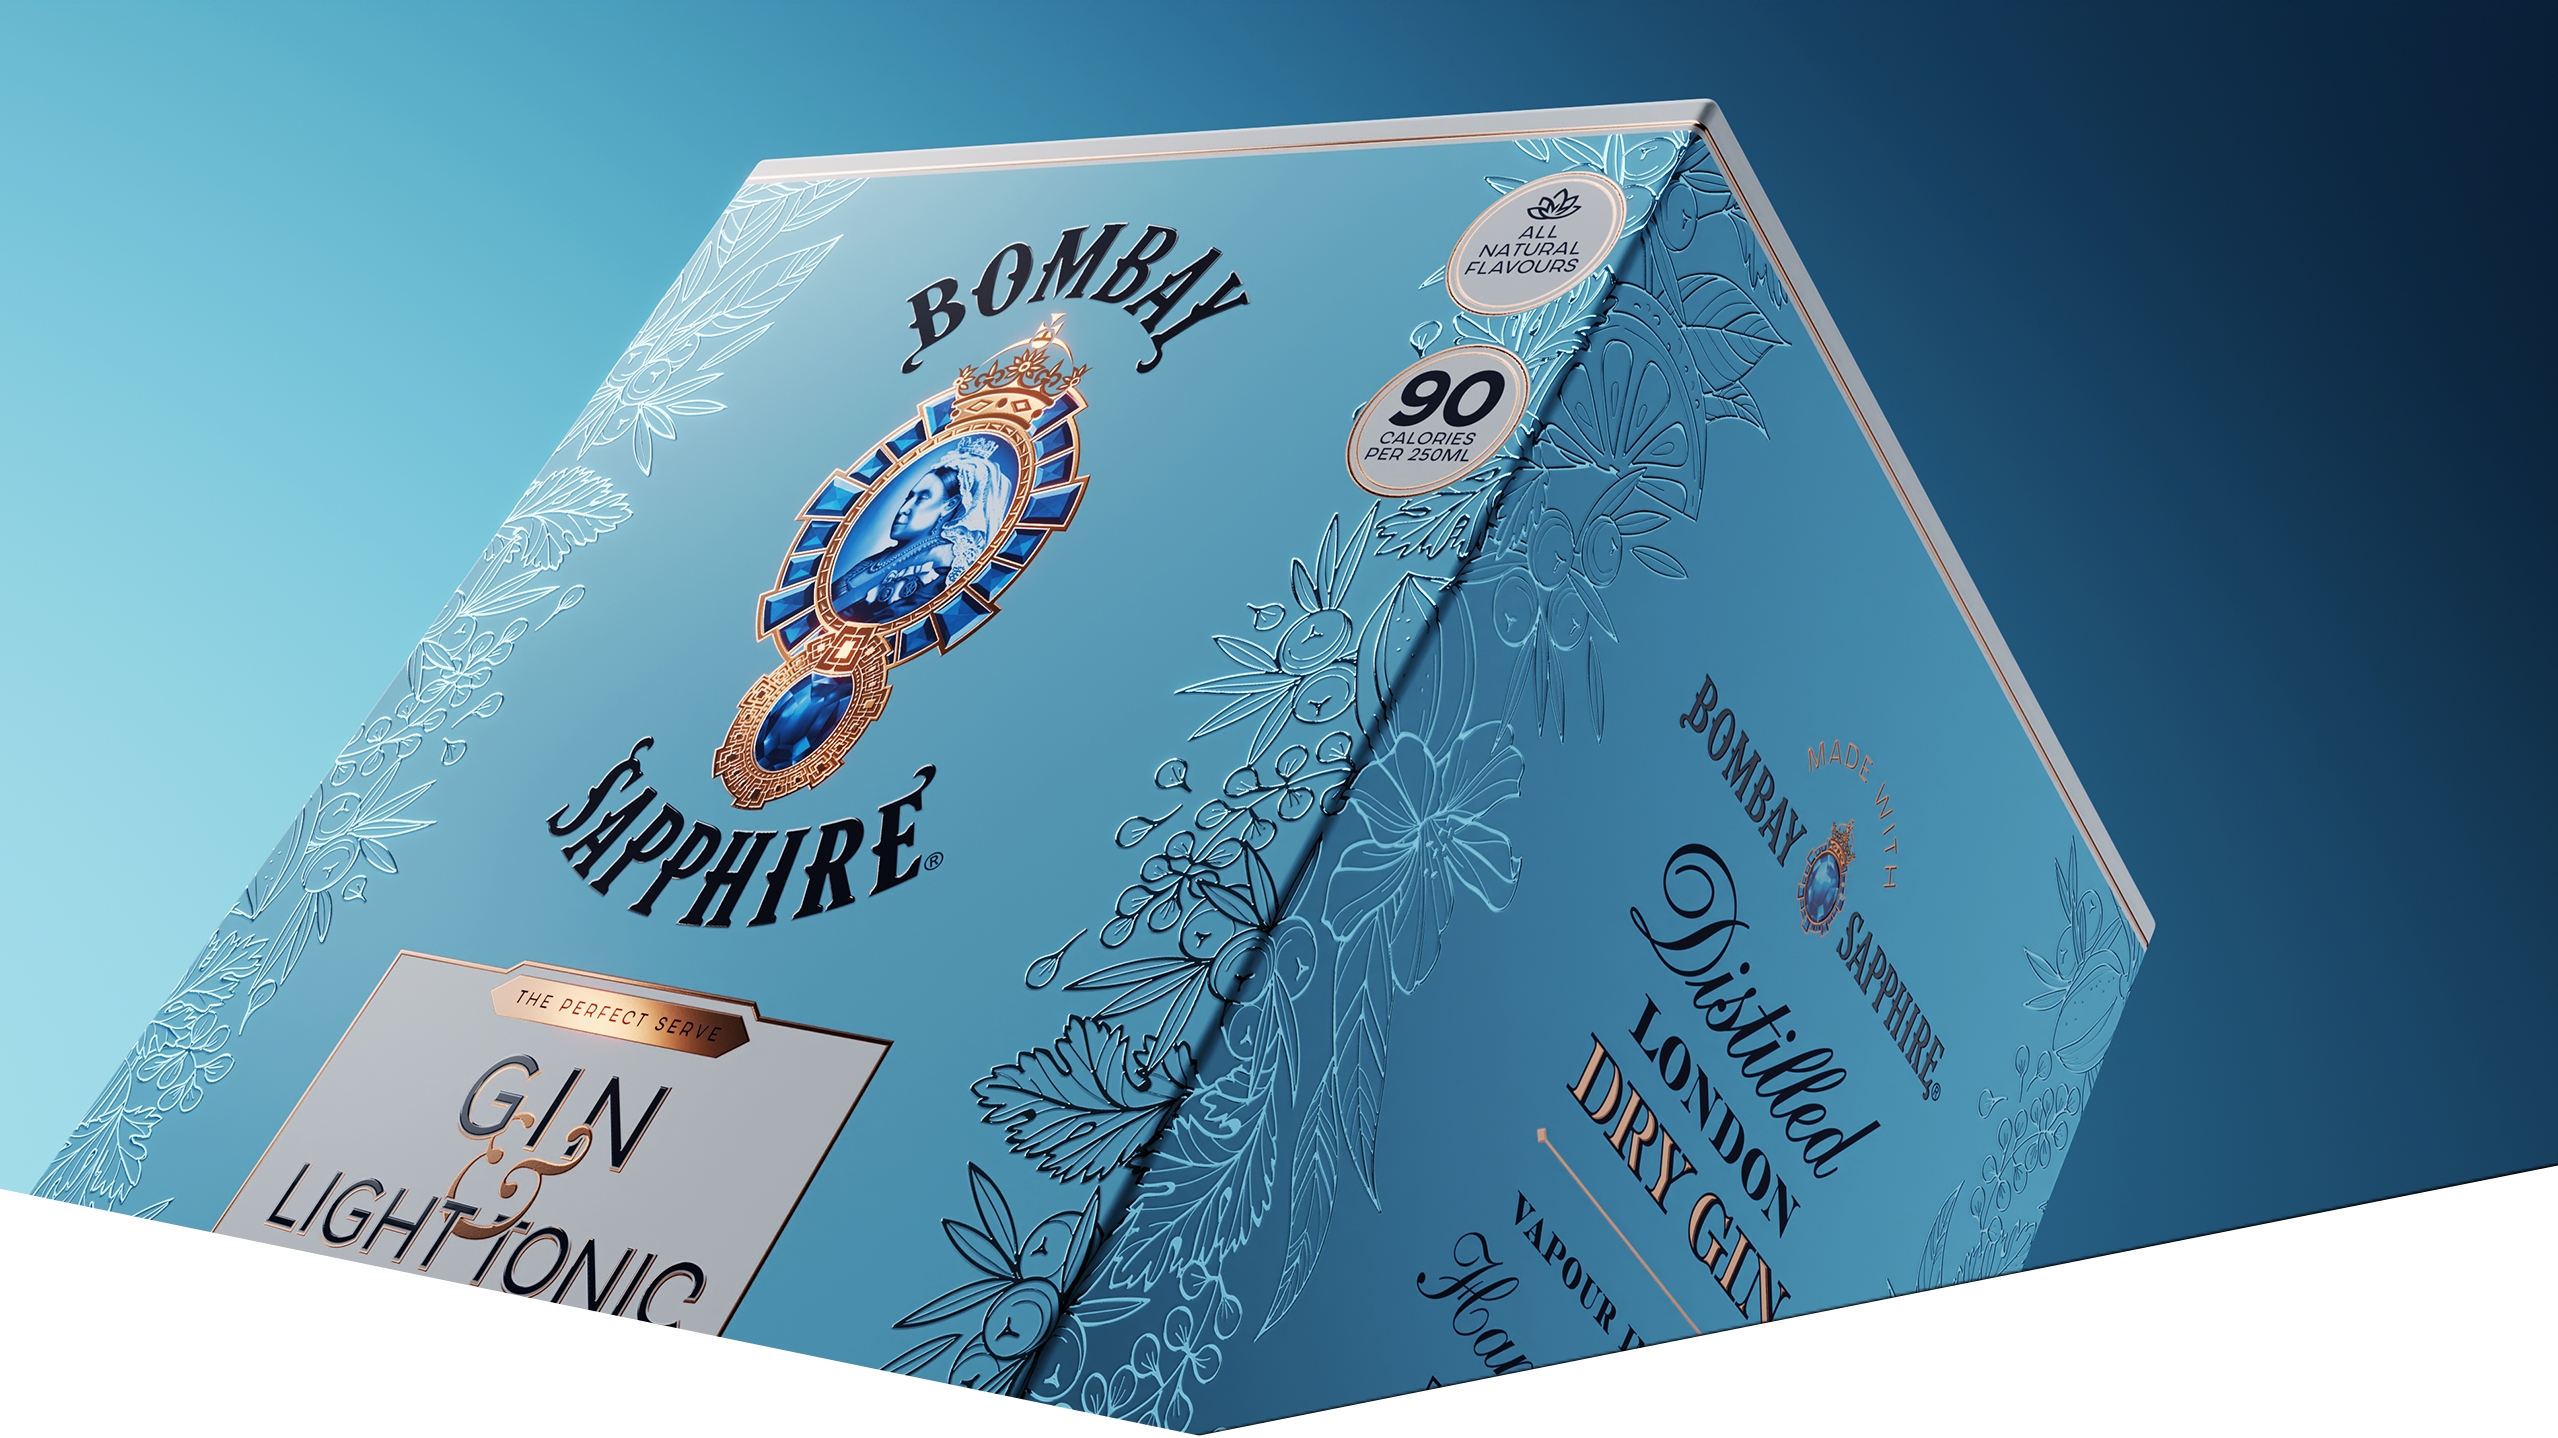 BOMBAY
SAPPHIRE®
ALL
NATURAL
FLAVOURS
90
CALORIES
PER 250ML
THE PERFECT SERVE
GIN
&
LIGHT TONIC
MADE WITH
BOMBAY SAPPHIRE®
Distilled
LONDON
DRY GIN
VAPOUR